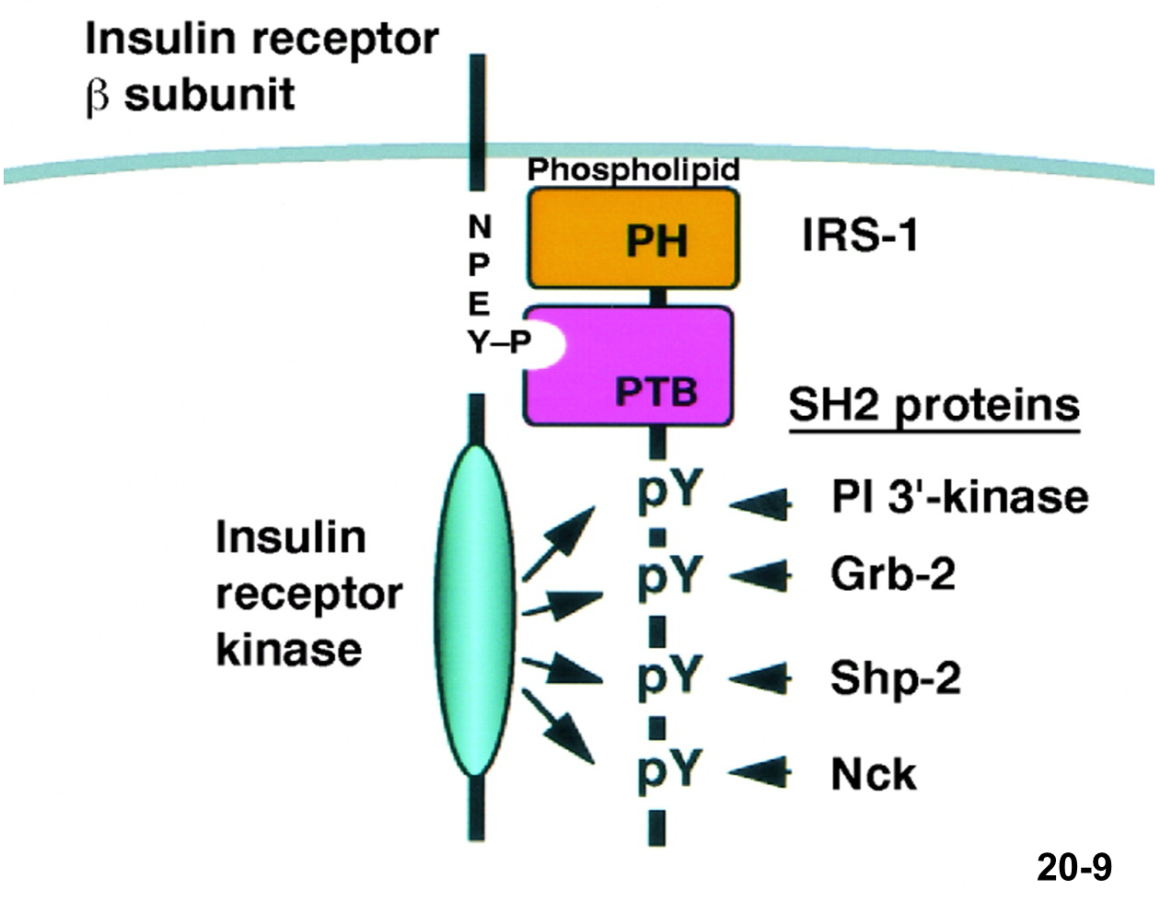 Insulin receptor
β subunit
Phospholipid
N
P
E
Y–P
PH
IRS-1
PTB
SH2 proteins
Insulin
receptor
kinase
pY
PI 3'-kinase
pY
Grb-2
pY
Shp-2
pY
Nck
20-9